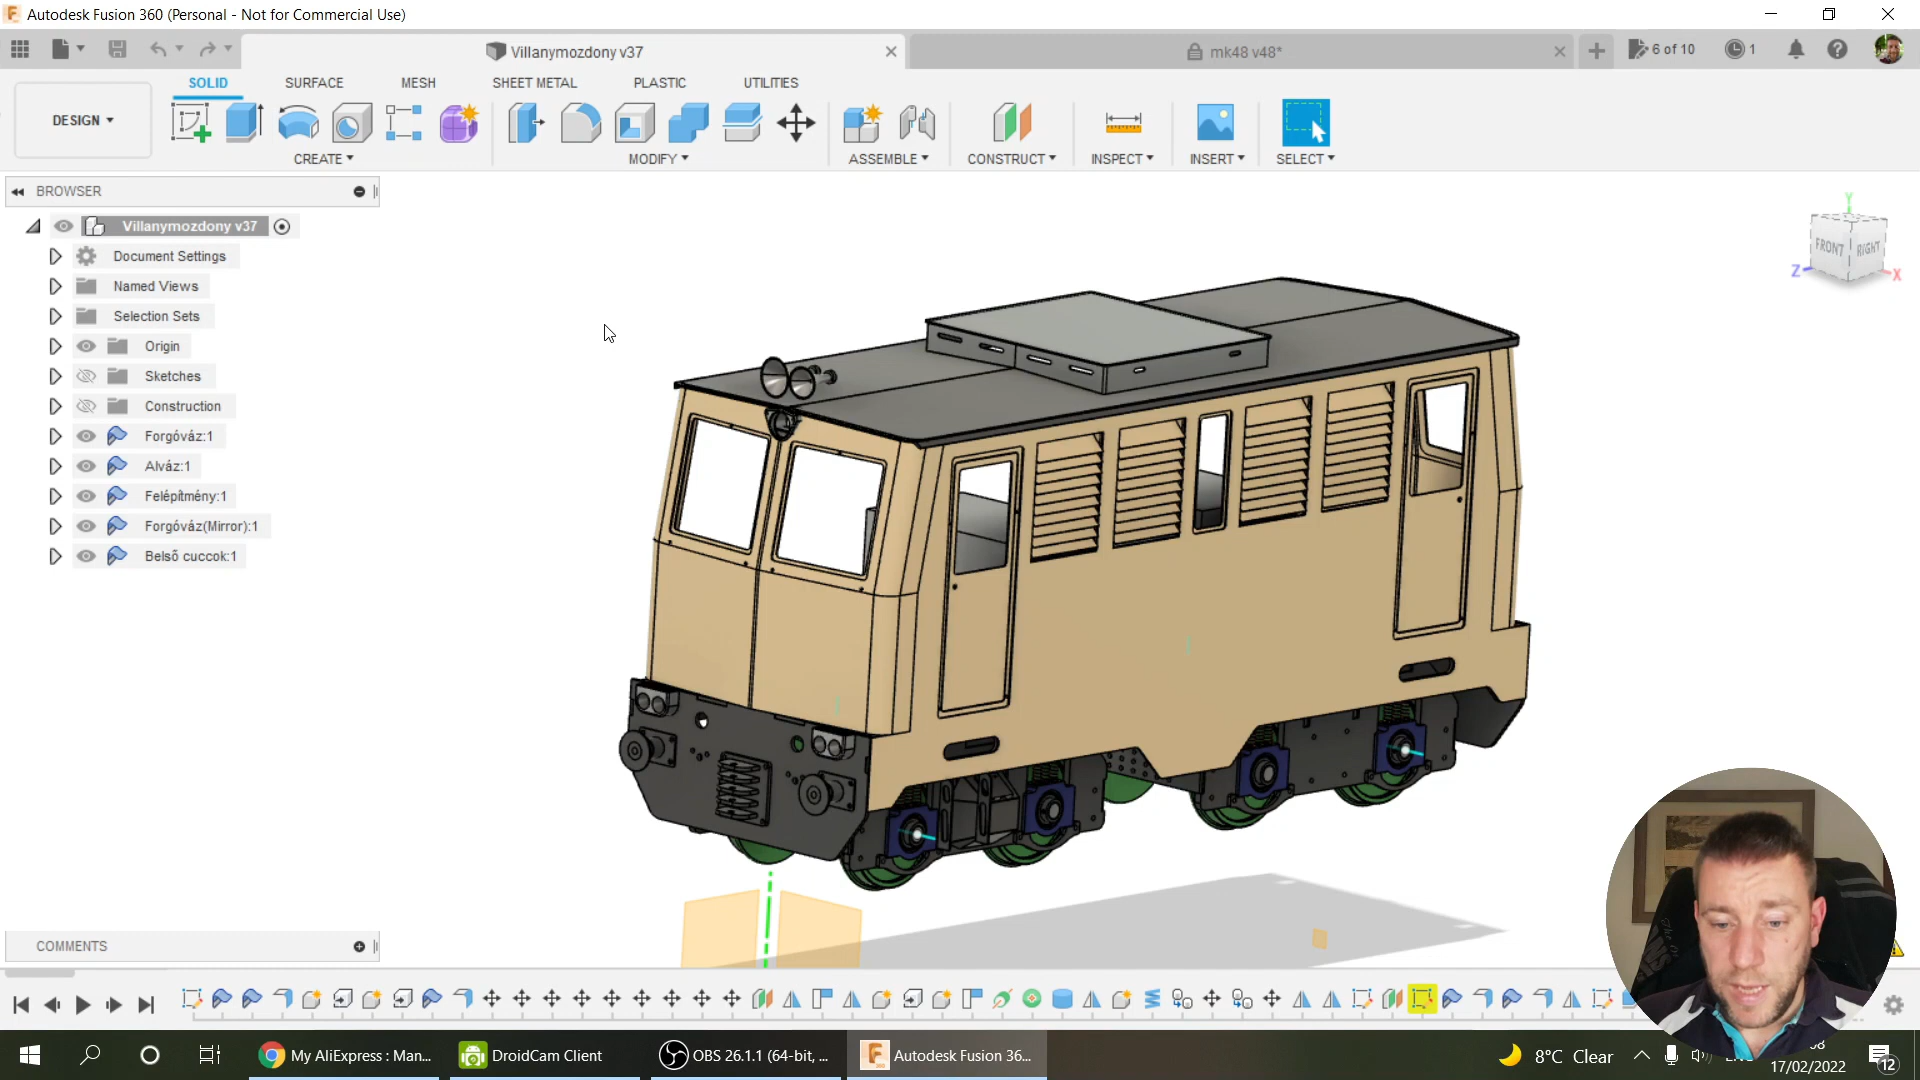 Autodesk Fusion 360 (Personal - Not for Commercial Use)
Villanymozdony v37
mk48 v48*
6 of 10
1
DESIGN
SOLID
SURFACE
MESH
SHEET METAL
PLASTIC
UTILITIES
CREATE
MODIFY
ASSEMBLE
CONSTRUCT
INSPECT
INSERT
SELECT
BROWSER
Villanymozdony v37
Document Settings
Named Views
Selection Sets
Origin
Sketches
Construction
Forgóváz:1
Alváz:1
Felépítmény:1
Forgóváz(Mirror):1
Belső cuccok:1
Y
FRONT
RIGHT
Z
X
COMMENTS
My AliExpress : Man...
DroidCam Client
OBS 26.1.1 (64-bit, ...
Autodesk Fusion 36...
8°C Clear
17/02/2022
12